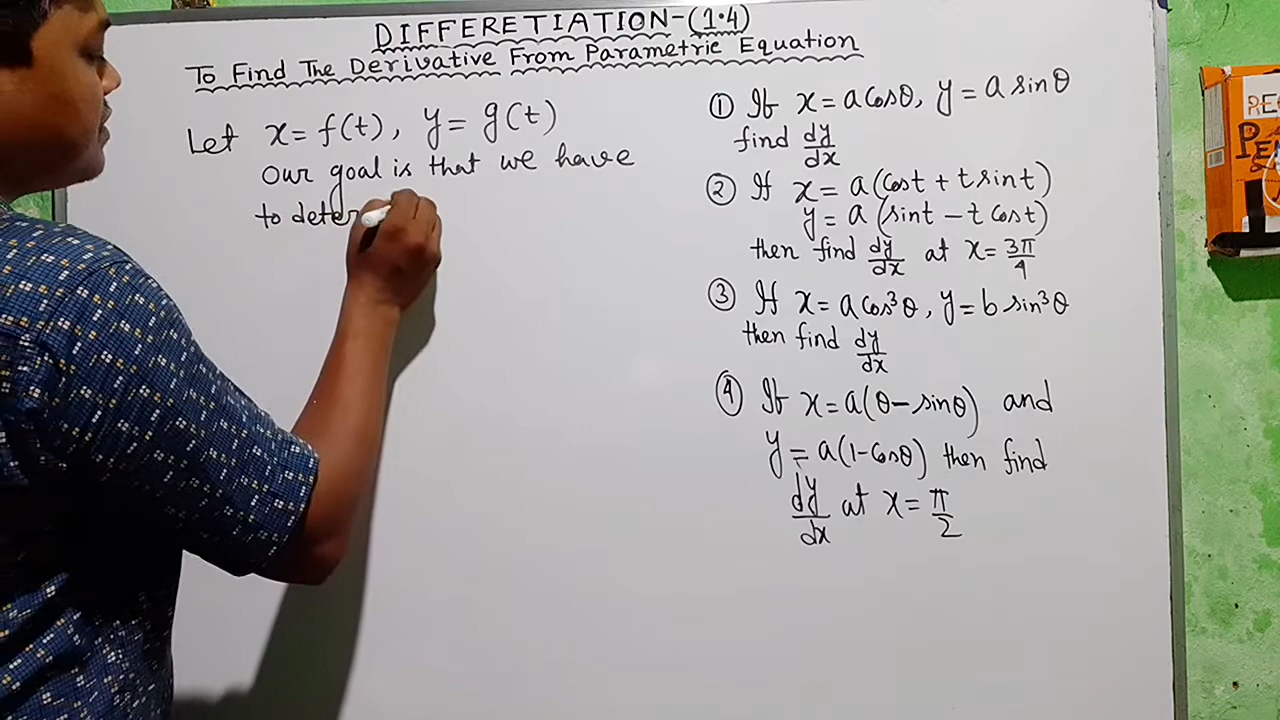 DIFFERETIATION-(1.4)
To Find The Derivative From Parametric Equation
Let x = f(t), y = g(t)
our goal is that we have
to deter
① If x = a cosθ, y = a sinθ
find dy/dx
② If x = a(cost + t sint)
y = a (sint - t cost)
then find dy/dx at x = 3π/4
③ If x = a cos³θ, y = b sin³θ
then find dy/dx
④ If x = a(θ - sinθ) and
y = a(1-cosθ) then find
dy/dx at x = π/2